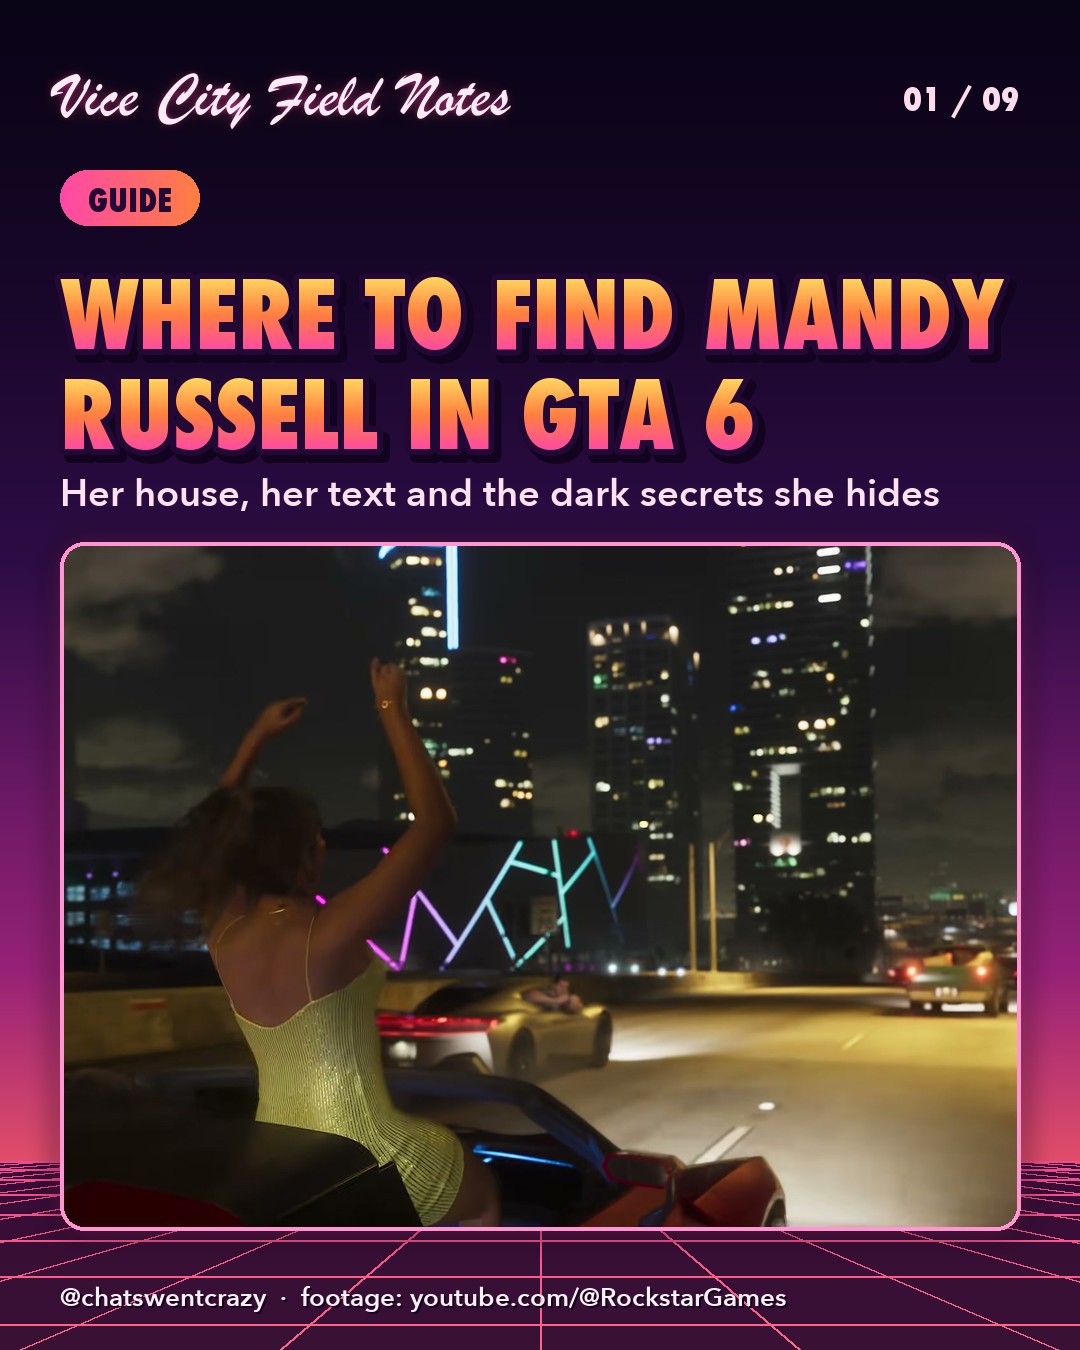 Vice City Field Notes
01 / 09
GUIDE
WHERE TO FIND MANDY
RUSSELL IN GTA 6
Her house, her text and the dark secrets she hides
@chatswentcrazy · footage: youtube.com/@RockstarGames